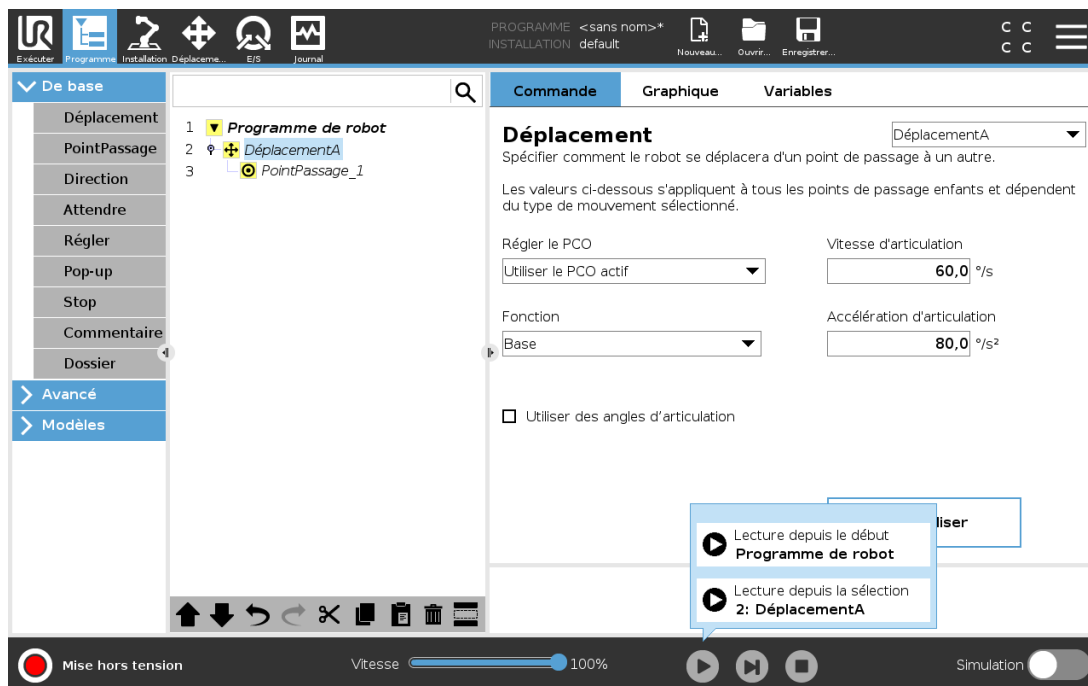 PROGRAMME <sans nom>*
INSTALLATION default
UR
Exécuter
Programme
Installation
Déplaceme...
E/S
Journal
Nouveau...
Ouvrir...
Enregistrer...
C C
C C
De base
Déplacement
PointPassage
Direction
Attendre
Régler
Pop-up
Stop
Commentaire
Dossier
Avancé
Modèles
1 Programme de robot
2 DéplacementA
3 PointPassage_1
Commande
Graphique
Variables
Déplacement
DéplacementA
Spécifier comment le robot se déplacera d'un point de passage à un autre.
Les valeurs ci-dessous s'appliquent à tous les points de passage enfants et dépendent
du type de mouvement sélectionné.
Régler le PCO
Vitesse d'articulation
Utiliser le PCO actif
60,0 °/s
Fonction
Accélération d'articulation
Base
80,0 °/s²
Utiliser des angles d'articulation
liser
Lecture depuis le début
Programme de robot
Lecture depuis la sélection
2: DéplacementA
Mise hors tension
Vitesse
100%
Simulation